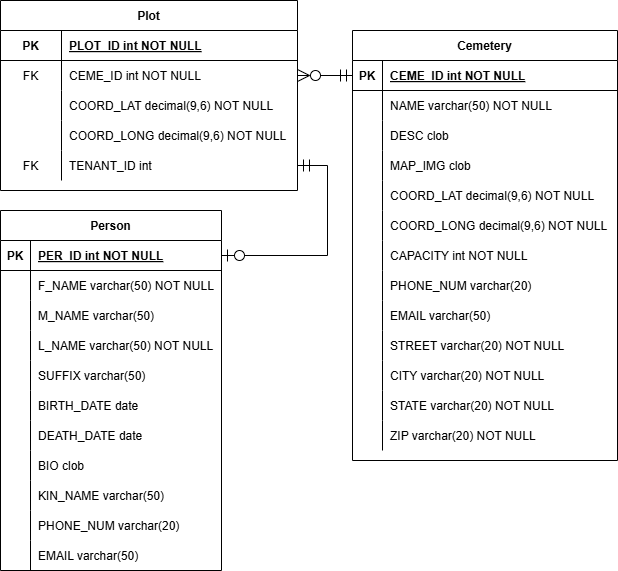 Plot
PK PLOT_ID int NOT NULL
FK CEME_ID int NOT NULL
COORD_LAT decimal(9,6) NOT NULL
COORD_LONG decimal(9,6) NOT NULL
FK TENANT_ID int
Cemetery
PK CEME_ID int NOT NULL
NAME varchar(50) NOT NULL
DESC clob
MAP_IMG clob
COORD_LAT decimal(9,6) NOT NULL
COORD_LONG decimal(9,6) NOT NULL
CAPACITY int NOT NULL
PHONE_NUM varchar(20)
EMAIL varchar(50)
STREET varchar(20) NOT NULL
CITY varchar(20) NOT NULL
STATE varchar(20) NOT NULL
ZIP varchar(20) NOT NULL
Person
PK PER_ID int NOT NULL
F_NAME varchar(50) NOT NULL
M_NAME varchar(50)
L_NAME varchar(50) NOT NULL
SUFFIX varchar(50)
BIRTH_DATE date
DEATH_DATE date
BIO clob
KIN_NAME varchar(50)
PHONE_NUM varchar(20)
EMAIL varchar(50)